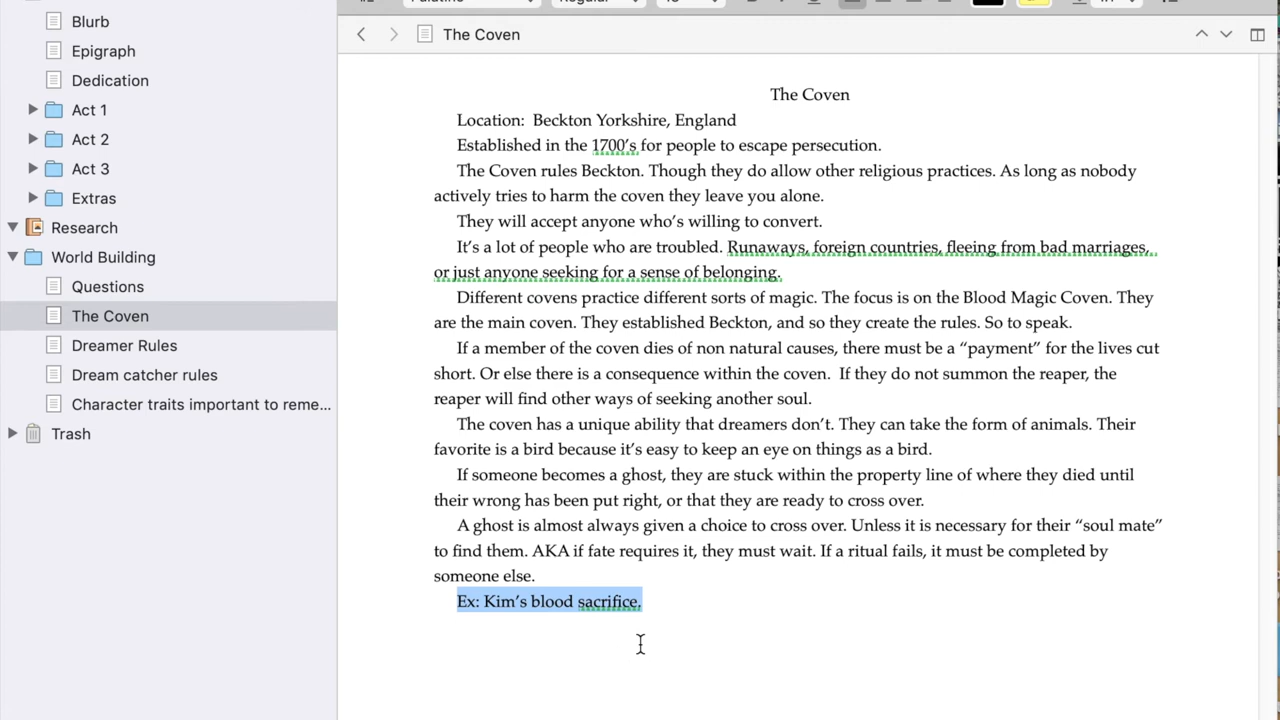 Blurb
Epigraph
Dedication
Act 1
Act 2
Act 3
Extras
Research
World Building
Questions
The Coven
Dreamer Rules
Dream catcher rules
Character traits important to reme...
Trash
The Coven
The Coven
Location:  Beckton Yorkshire, England
Established in the 1700’s for people to escape persecution.
The Coven rules Beckton. Though they do allow other religious practices. As long as nobody
actively tries to harm the coven they leave you alone.
They will accept anyone who’s willing to convert.
It’s a lot of people who are troubled. Runaways, foreign countries, fleeing from bad marriages,
or just anyone seeking for a sense of belonging.
Different covens practice different sorts of magic. The focus is on the Blood Magic Coven. They
are the main coven. They established Beckton, and so they create the rules. So to speak.
If a member of the coven dies of non natural causes, there must be a “payment” for the lives cut
short. Or else there is a consequence within the coven.  If they do not summon the reaper, the
reaper will find other ways of seeking another soul.
The coven has a unique ability that dreamers don’t. They can take the form of animals. Their
favorite is a bird because it’s easy to keep an eye on things as a bird.
If someone becomes a ghost, they are stuck within the property line of where they died until
their wrong has been put right, or that they are ready to cross over.
A ghost is almost always given a choice to cross over. Unless it is necessary for their “soul mate”
to find them. AKA if fate requires it, they must wait. If a ritual fails, it must be completed by
someone else.
Ex: Kim’s blood sacrifice.